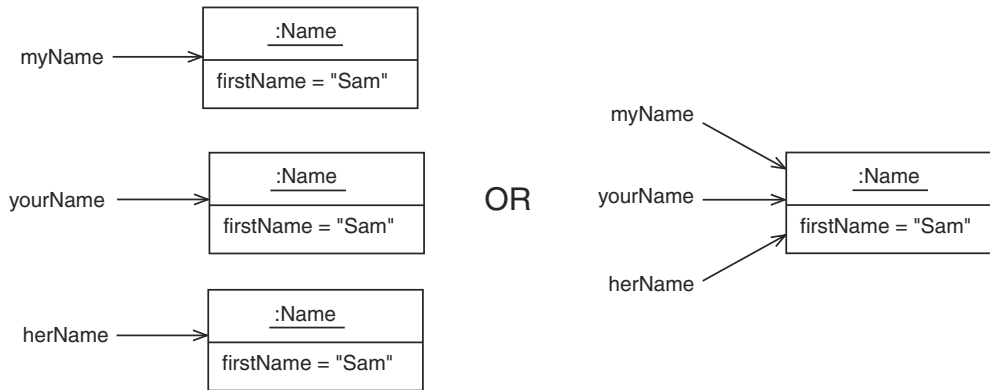 :Name
myName
firstName = "Sam"
:Name
yourName
firstName = "Sam"
:Name
herName
firstName = "Sam"
OR
myName
:Name
yourName
firstName = "Sam"
herName